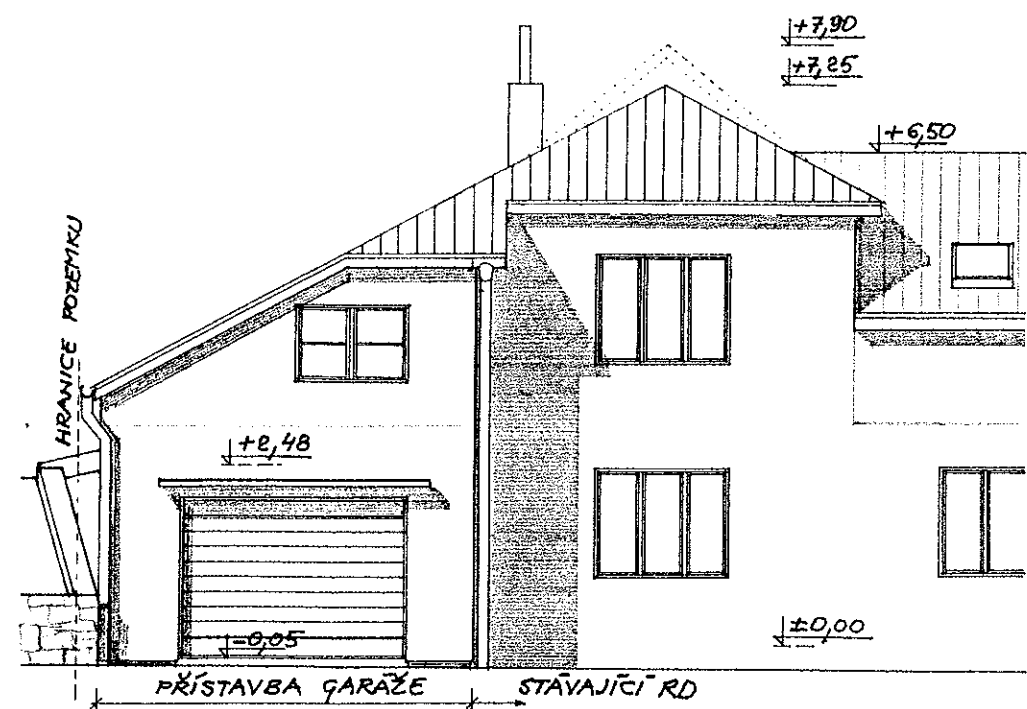 +7,90
+7,25
+6,50
HRANICE POZEMKU
+2,48
-0,05
±0,00
PŘÍSTAVBA GARÁŽE
STÁVAJÍCÍ RD